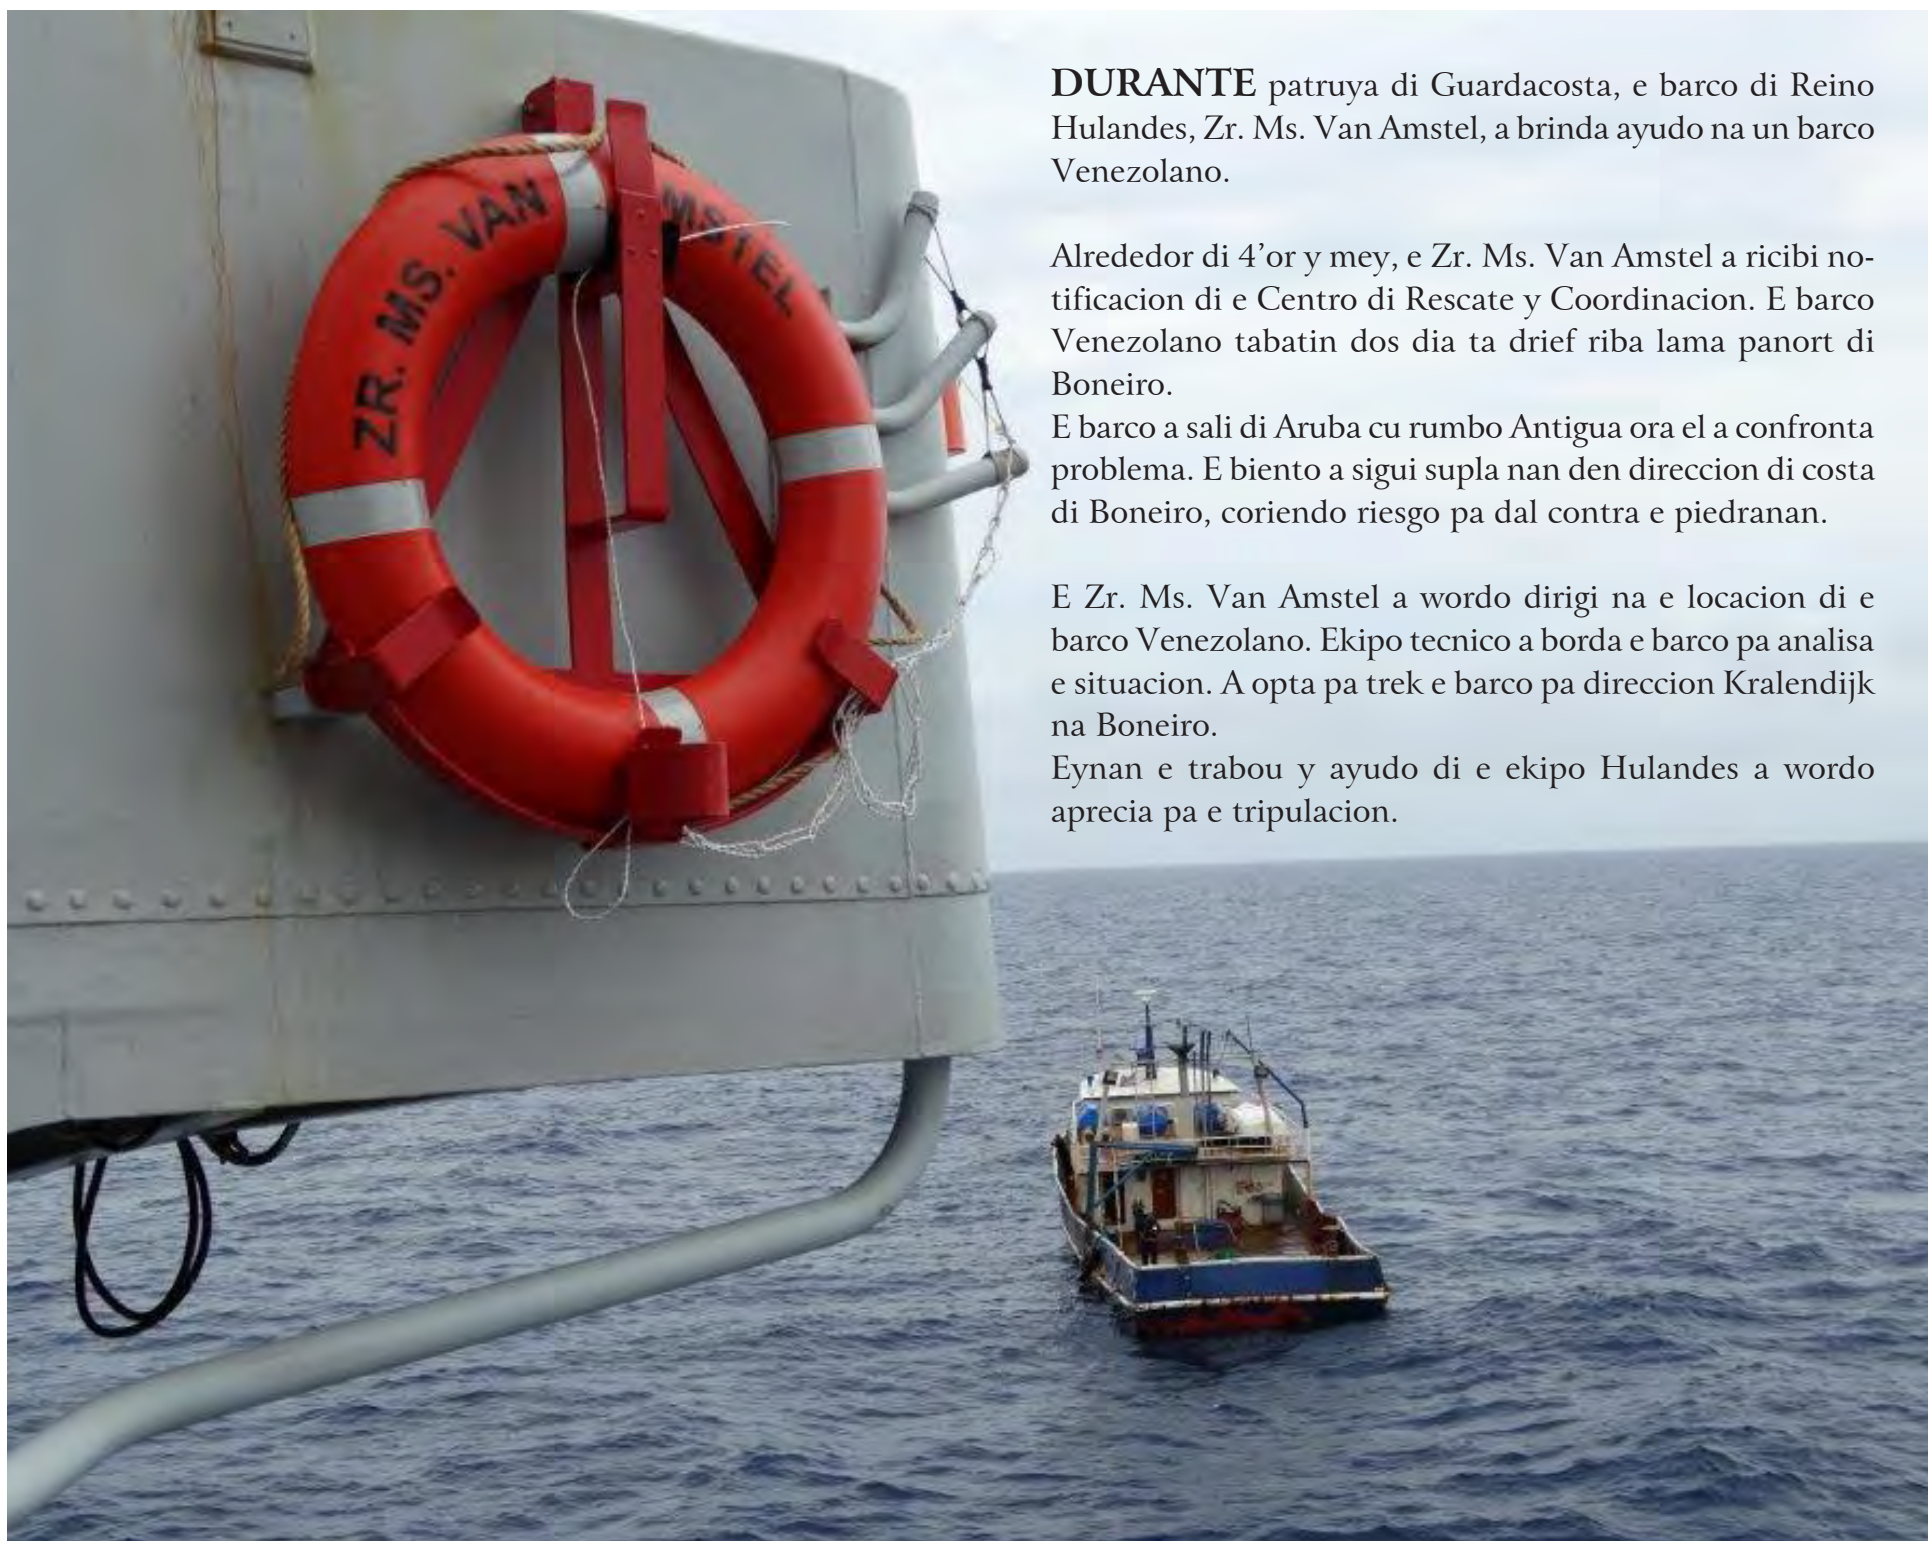 ZR. MS. VAN
MSTEL
DURANTE patruya di Guardacosta, e barco di Reino
Hulandes, Zr. Ms. Van Amstel, a brinda ayudo na un barco
Venezolano.
Alrededor di 4’or y mey, e Zr. Ms. Van Amstel a ricibi no-
tificacion di e Centro di Rescate y Coordinacion. E barco
Venezolano tabatin dos dia ta drief riba lama panort di
Boneiro.
E barco a sali di Aruba cu rumbo Antigua ora el a confronta
problema. E biento a sigui supla nan den direccion di costa
di Boneiro, coriendo riesgo pa dal contra e piedranan.
E Zr. Ms. Van Amstel a wordo dirigi na e locacion di e
barco Venezolano. Ekipo tecnico a borda e barco pa analisa
e situacion. A opta pa trek e barco pa direccion Kralendijk
na Boneiro.
Eynan e trabou y ayudo di e ekipo Hulandes a wordo
aprecia pa e tripulacion.